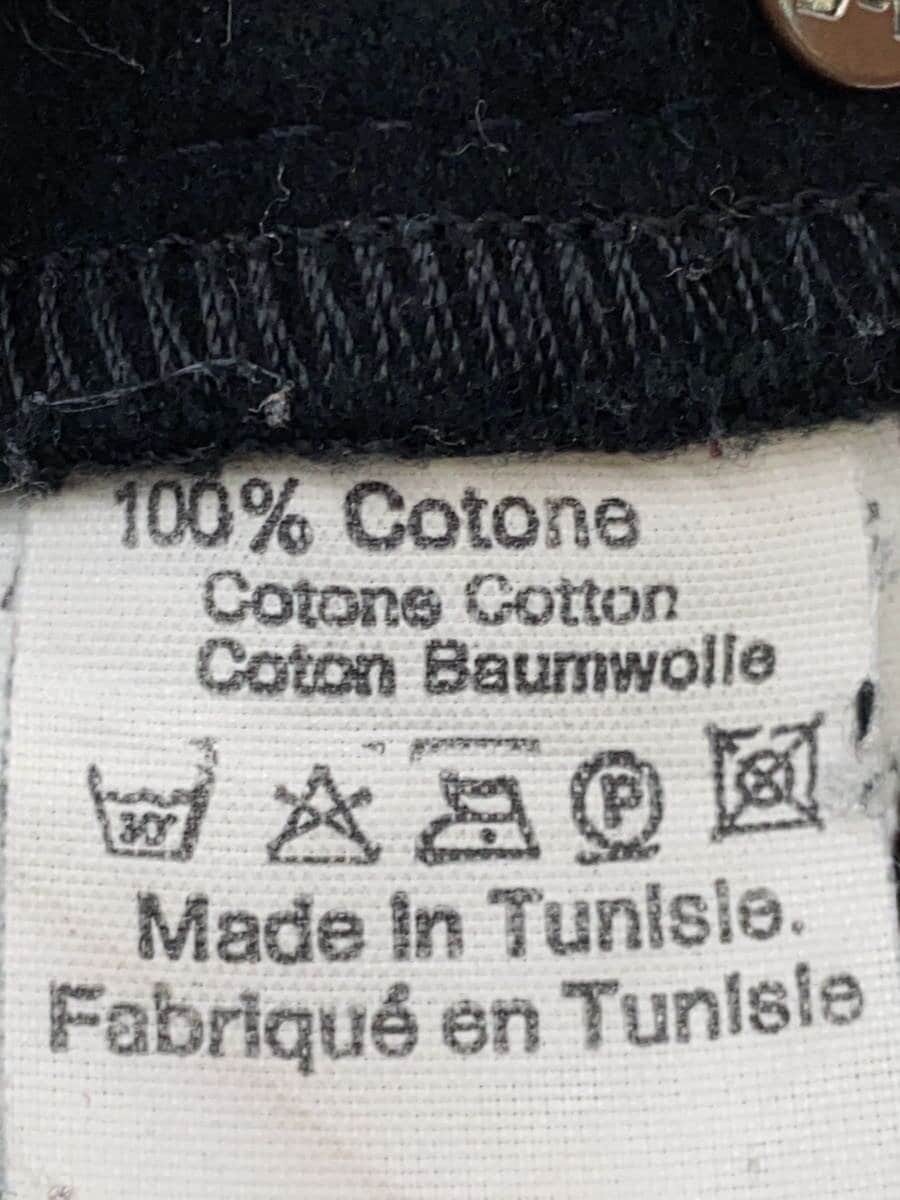 100% Cotone
Cotone Cotton
Coton Baumwolle
30°
P
Made in Tunisie.
Fabriqué en Tunisie